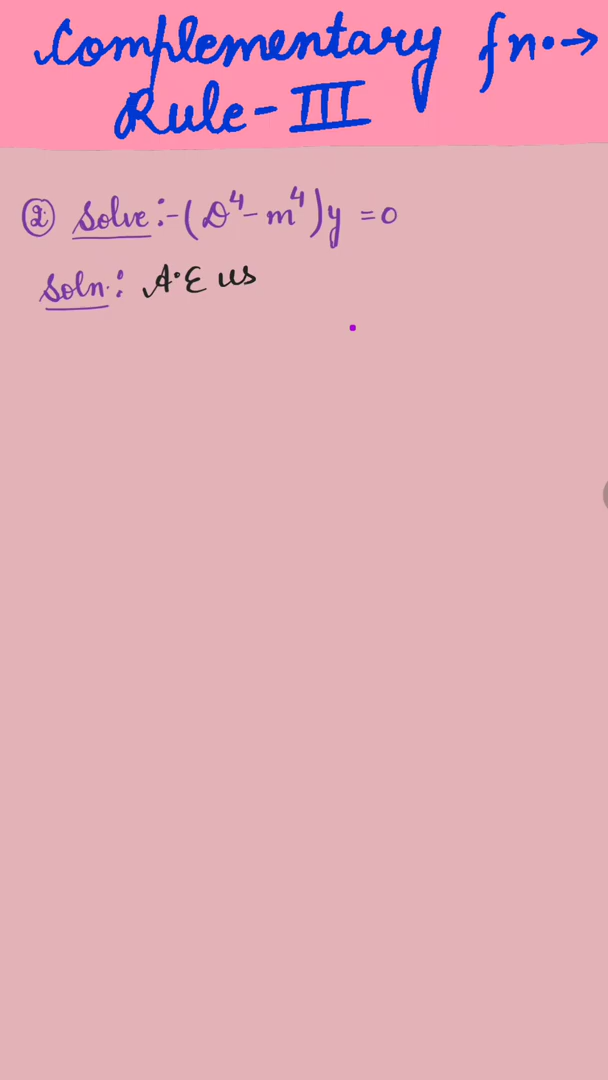 Complementary fn.→
Rule-III
② Solve:-(D⁴-m⁴)y=0
Soln.: A.E is